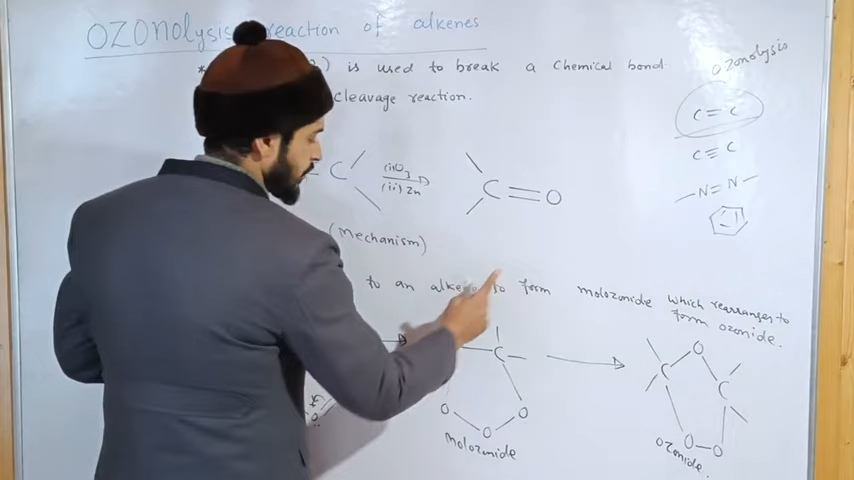 OZONolysis reaction of alkenes
* ) is used to break a chemical bond.
cleavage reaction.
Ozonolysis
C = C
C ≡ C
N = N
C (i) O3 C = O
(ii) Zn
(Mechanism)
to an alkene to form molozonide which rearranges to
form ozonide.
C C O
C C
O O O O
O
molozonide
ozonide.